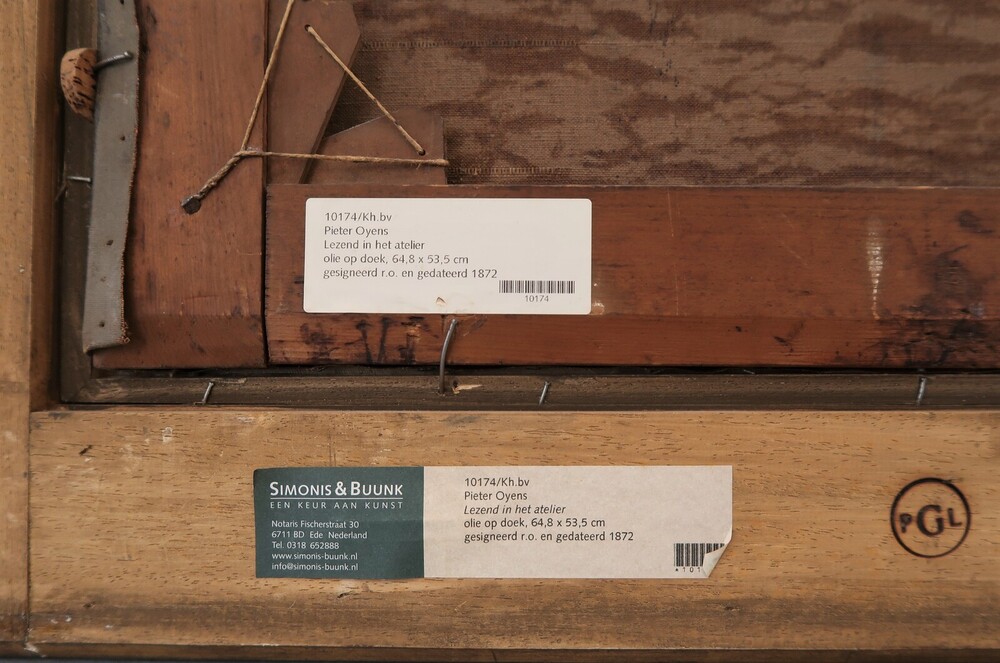 10174/Kh.bv
Pieter Oyens
Lezend in het atelier
olie op doek, 64,8 x 53,5 cm
gesigneerd r.o. en gedateerd 1872
10174
SIMONIS & BUUNK
EEN KEUR AAN KUNST
Notaris Fischerstraat 30
6711 BD Ede Nederland
Tel. 0318 652888
www.simonis-buunk.nl
info@simonis-buunk.nl
10174/Kh.bv
Pieter Oyens
Lezend in het atelier
olie op doek, 64,8 x 53,5 cm
gesigneerd r.o. en gedateerd 1872
PGL